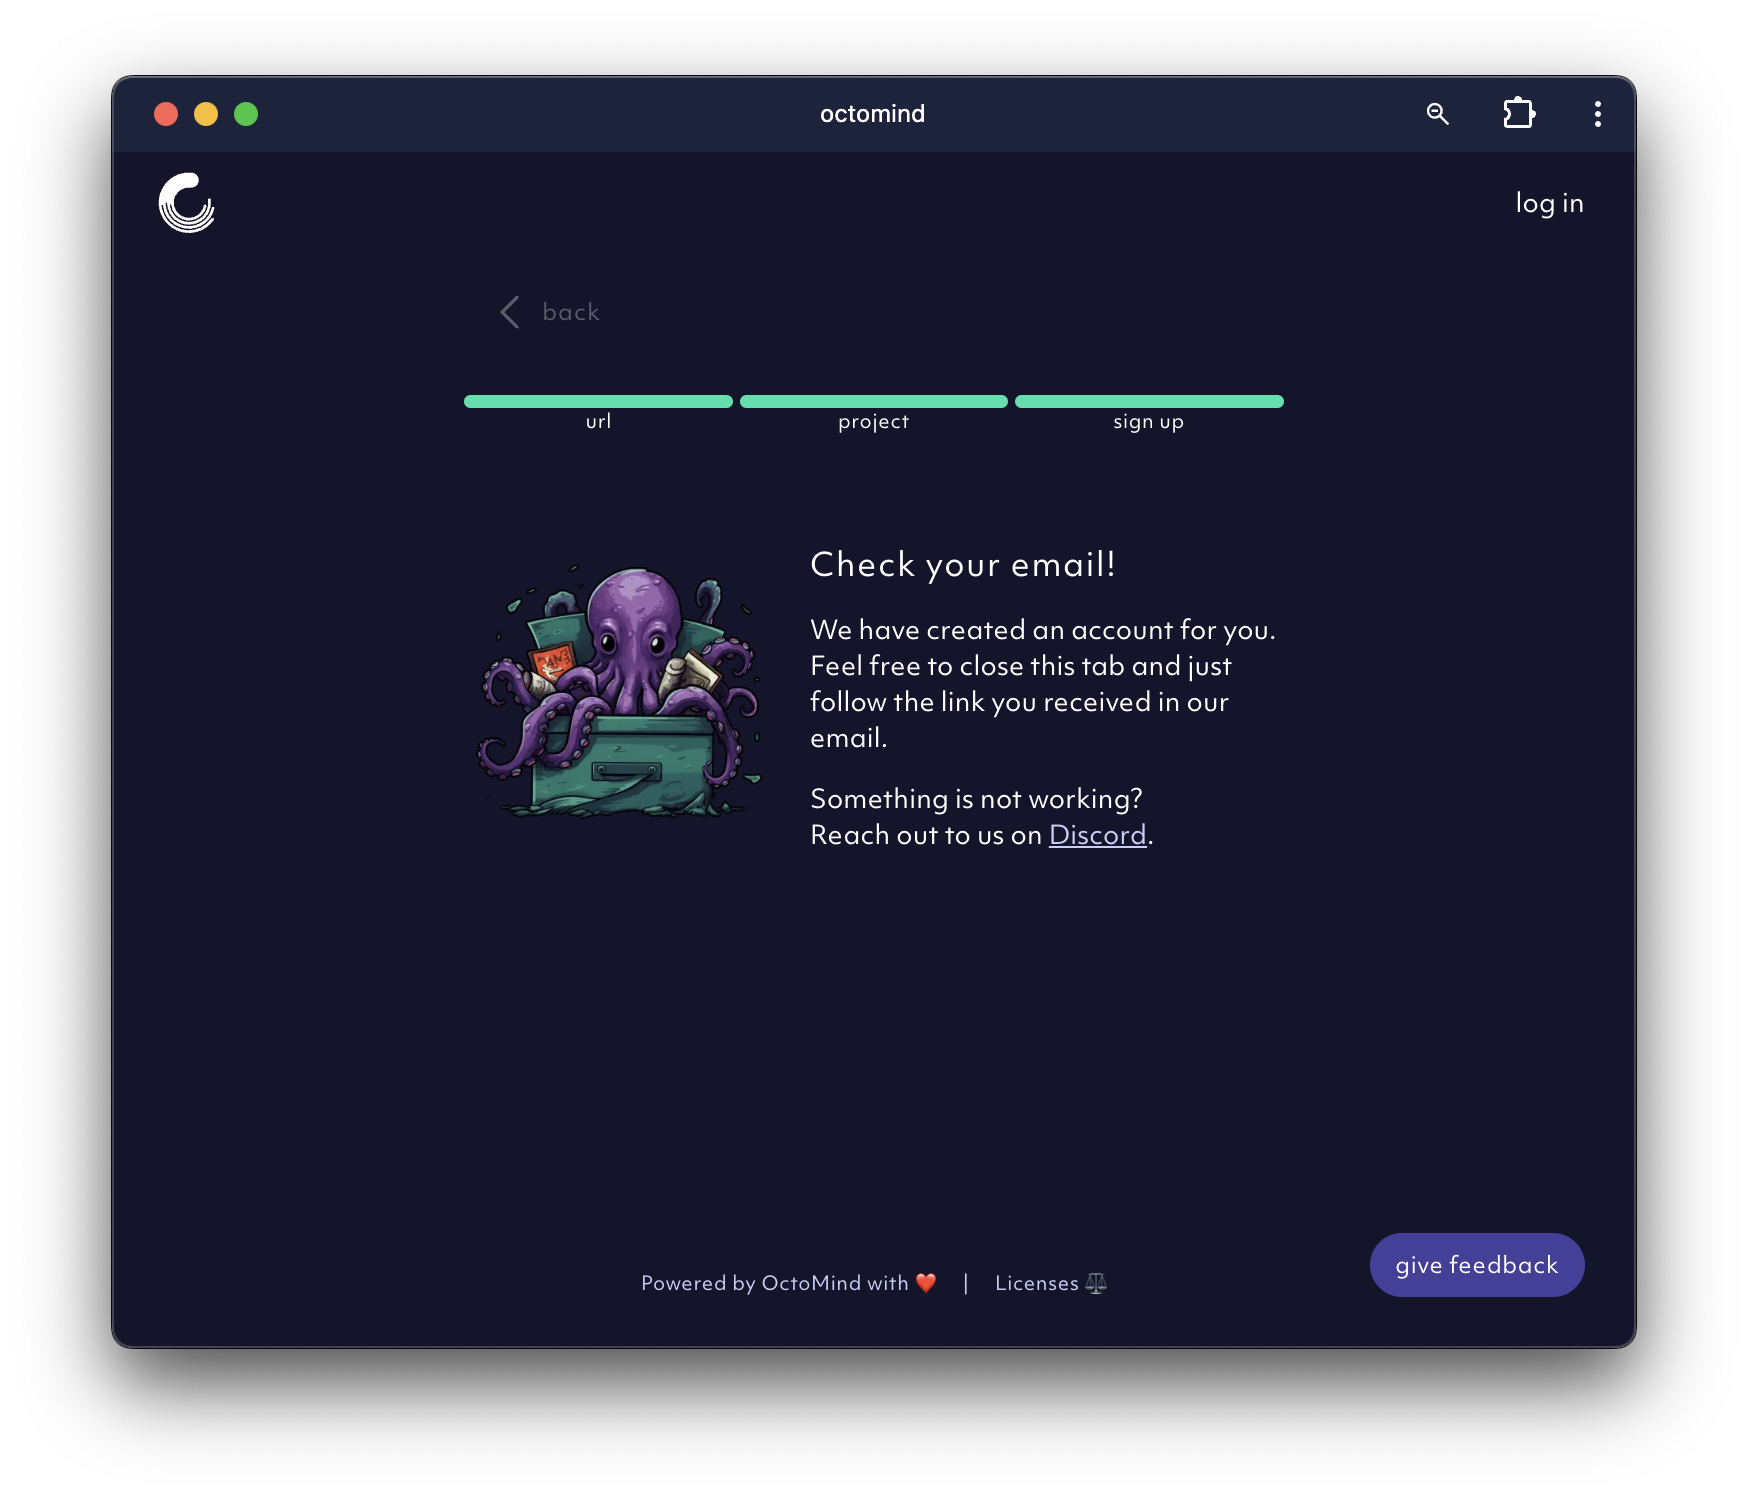 octomind
log in
back
url
project
sign up
Check your email!
We have created an account for you.
Feel free to close this tab and just
follow the link you received in our
email.
Something is not working?
Reach out to us on Discord.
Powered by OctoMind with ❤️ | Licenses ⚖️
give feedback